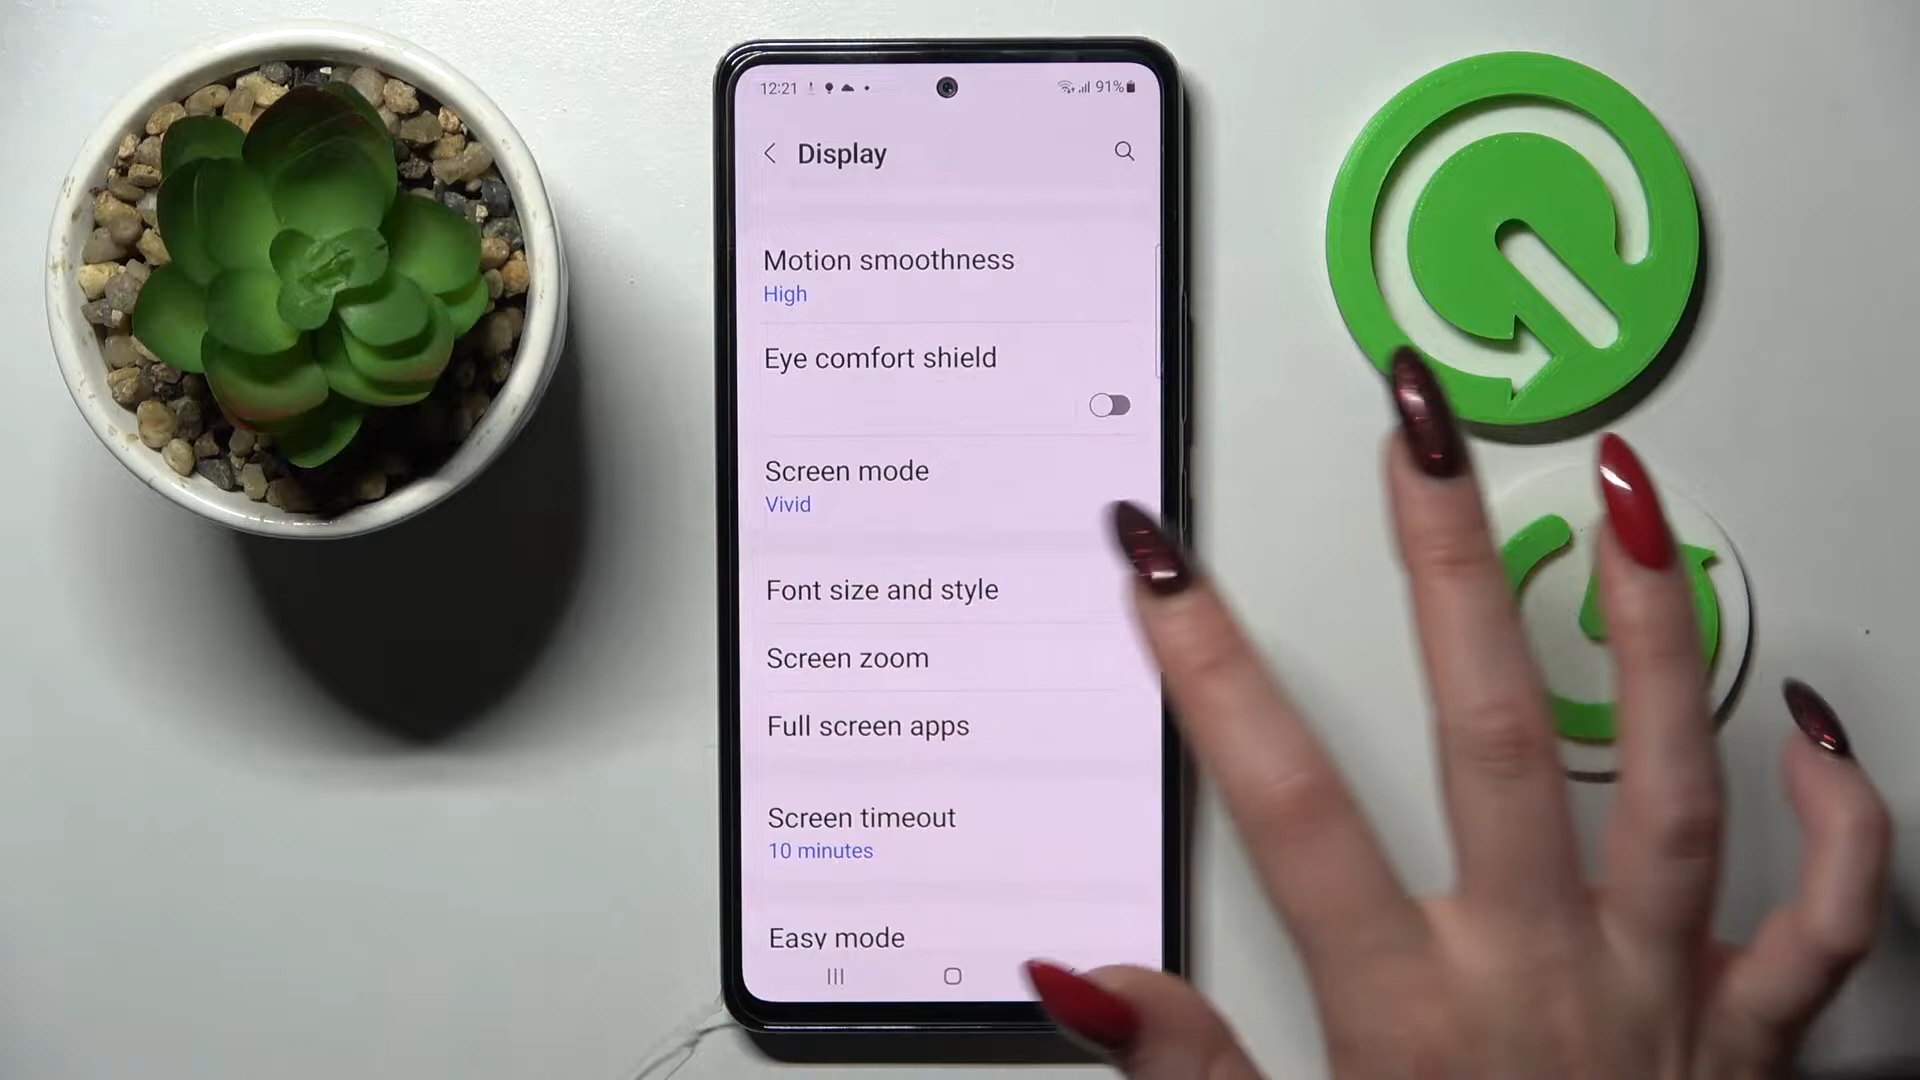 12:21
91%
Display
Motion smoothness
High
Eye comfort shield
Screen mode
Vivid
Font size and style
Screen zoom
Full screen apps
Screen timeout
10 minutes
Easy mode